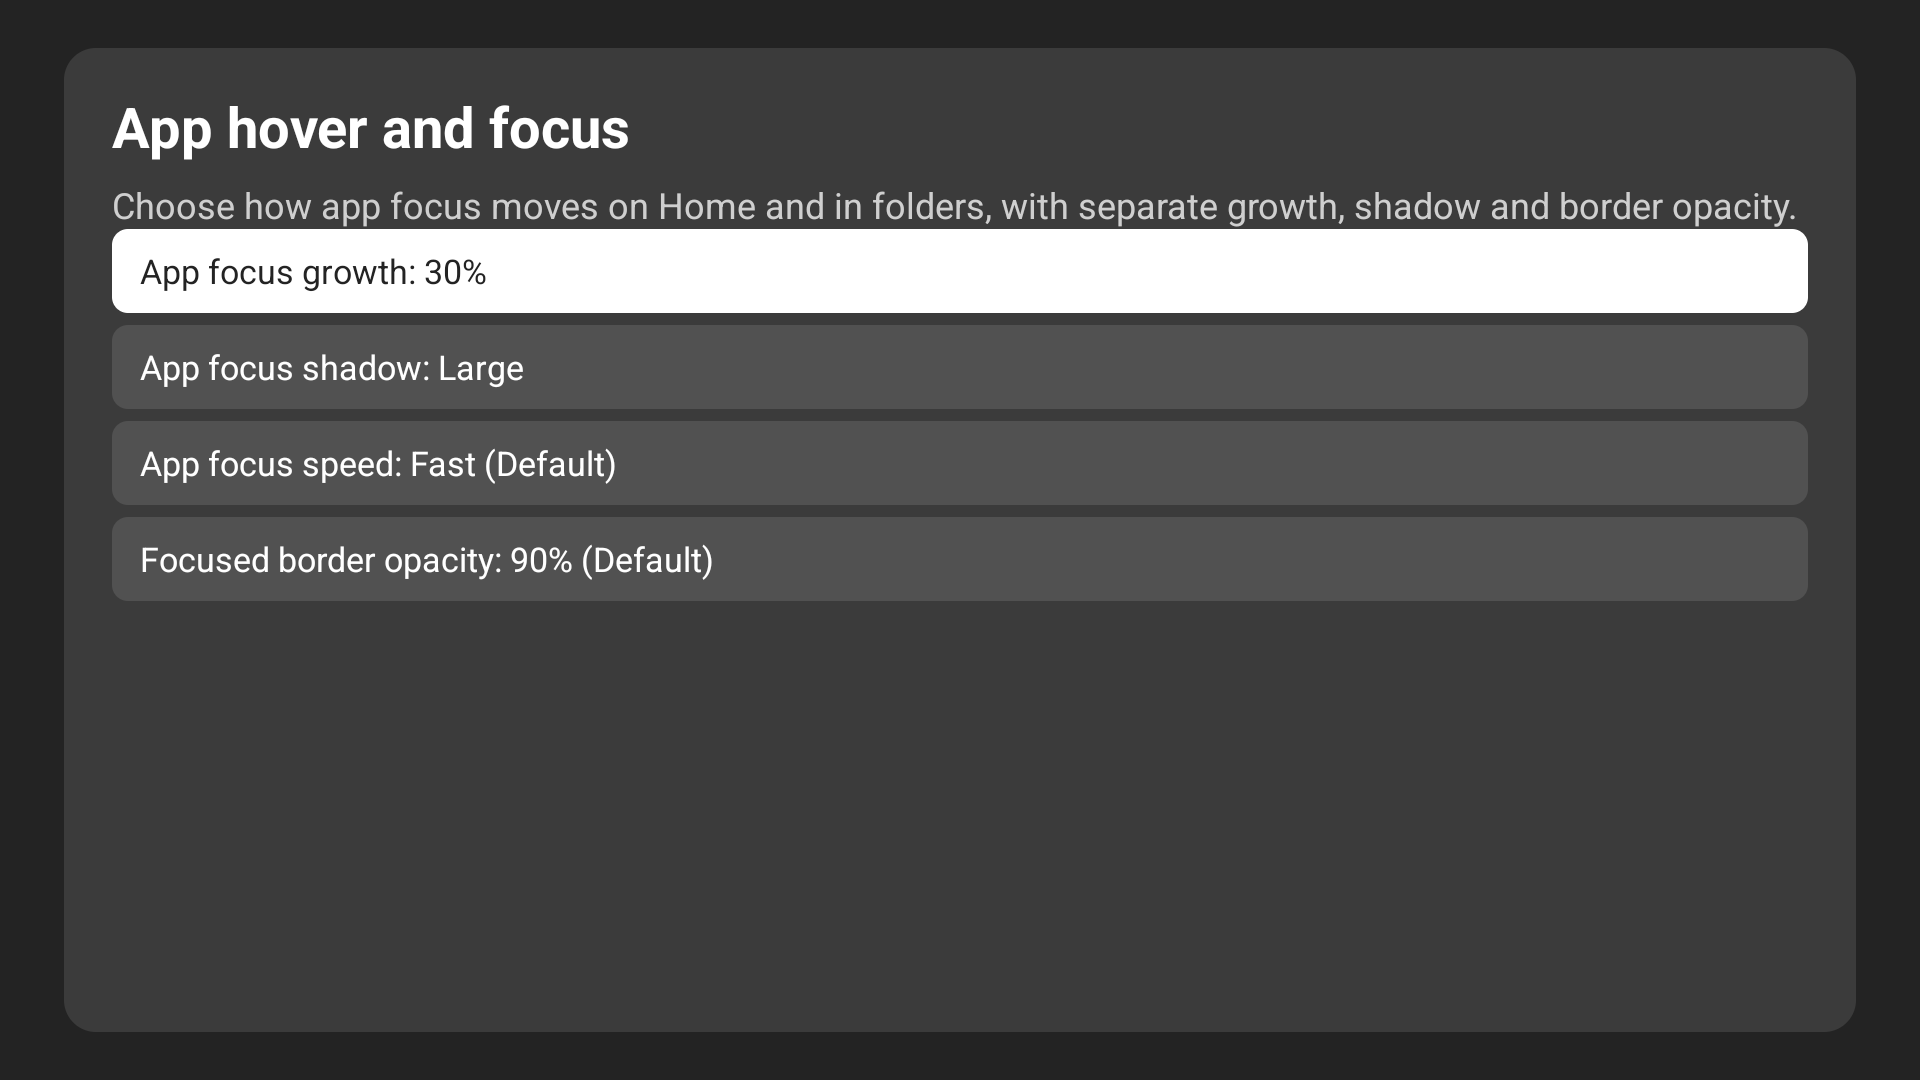 App hover and focus
Choose how app focus moves on Home and in folders, with separate growth, shadow and border opacity.
App focus growth: 30%
App focus shadow: Large
App focus speed: Fast (Default)
Focused border opacity: 90% (Default)